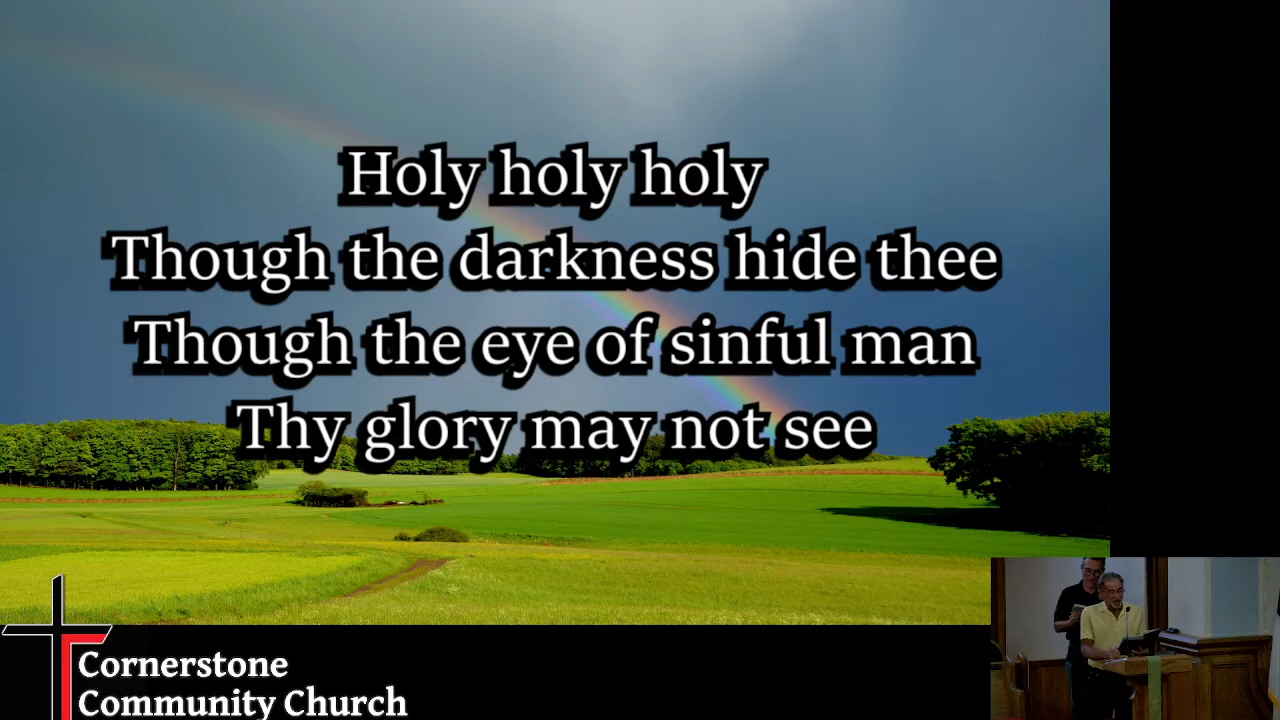 Holy holy holy
Though the darkness hide thee
Though the eye of sinful man
Thy glory may not see
Cornerstone
Community Church